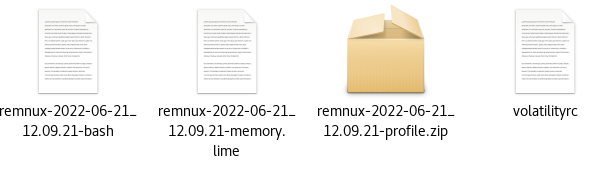 remnux-2022-06-21_
12.09.21-bash
remnux-2022-06-21_
12.09.21-memory.
lime
remnux-2022-06-21_
12.09.21-profile.zip
volatilityrc